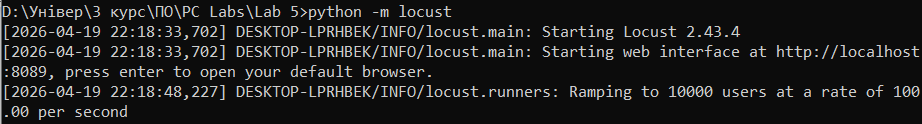 D:\Універ\3 курс\ПО\PC Labs\Lab 5>python -m locust
[2026-04-19 22:18:33,702] DESKTOP-LPRHBEK/INFO/locust.main: Starting Locust 2.43.4
[2026-04-19 22:18:33,702] DESKTOP-LPRHBEK/INFO/locust.main: Starting web interface at http://localhost
:8089, press enter to open your default browser.
[2026-04-19 22:18:48,227] DESKTOP-LPRHBEK/INFO/locust.runners: Ramping to 10000 users at a rate of 100
.00 per second